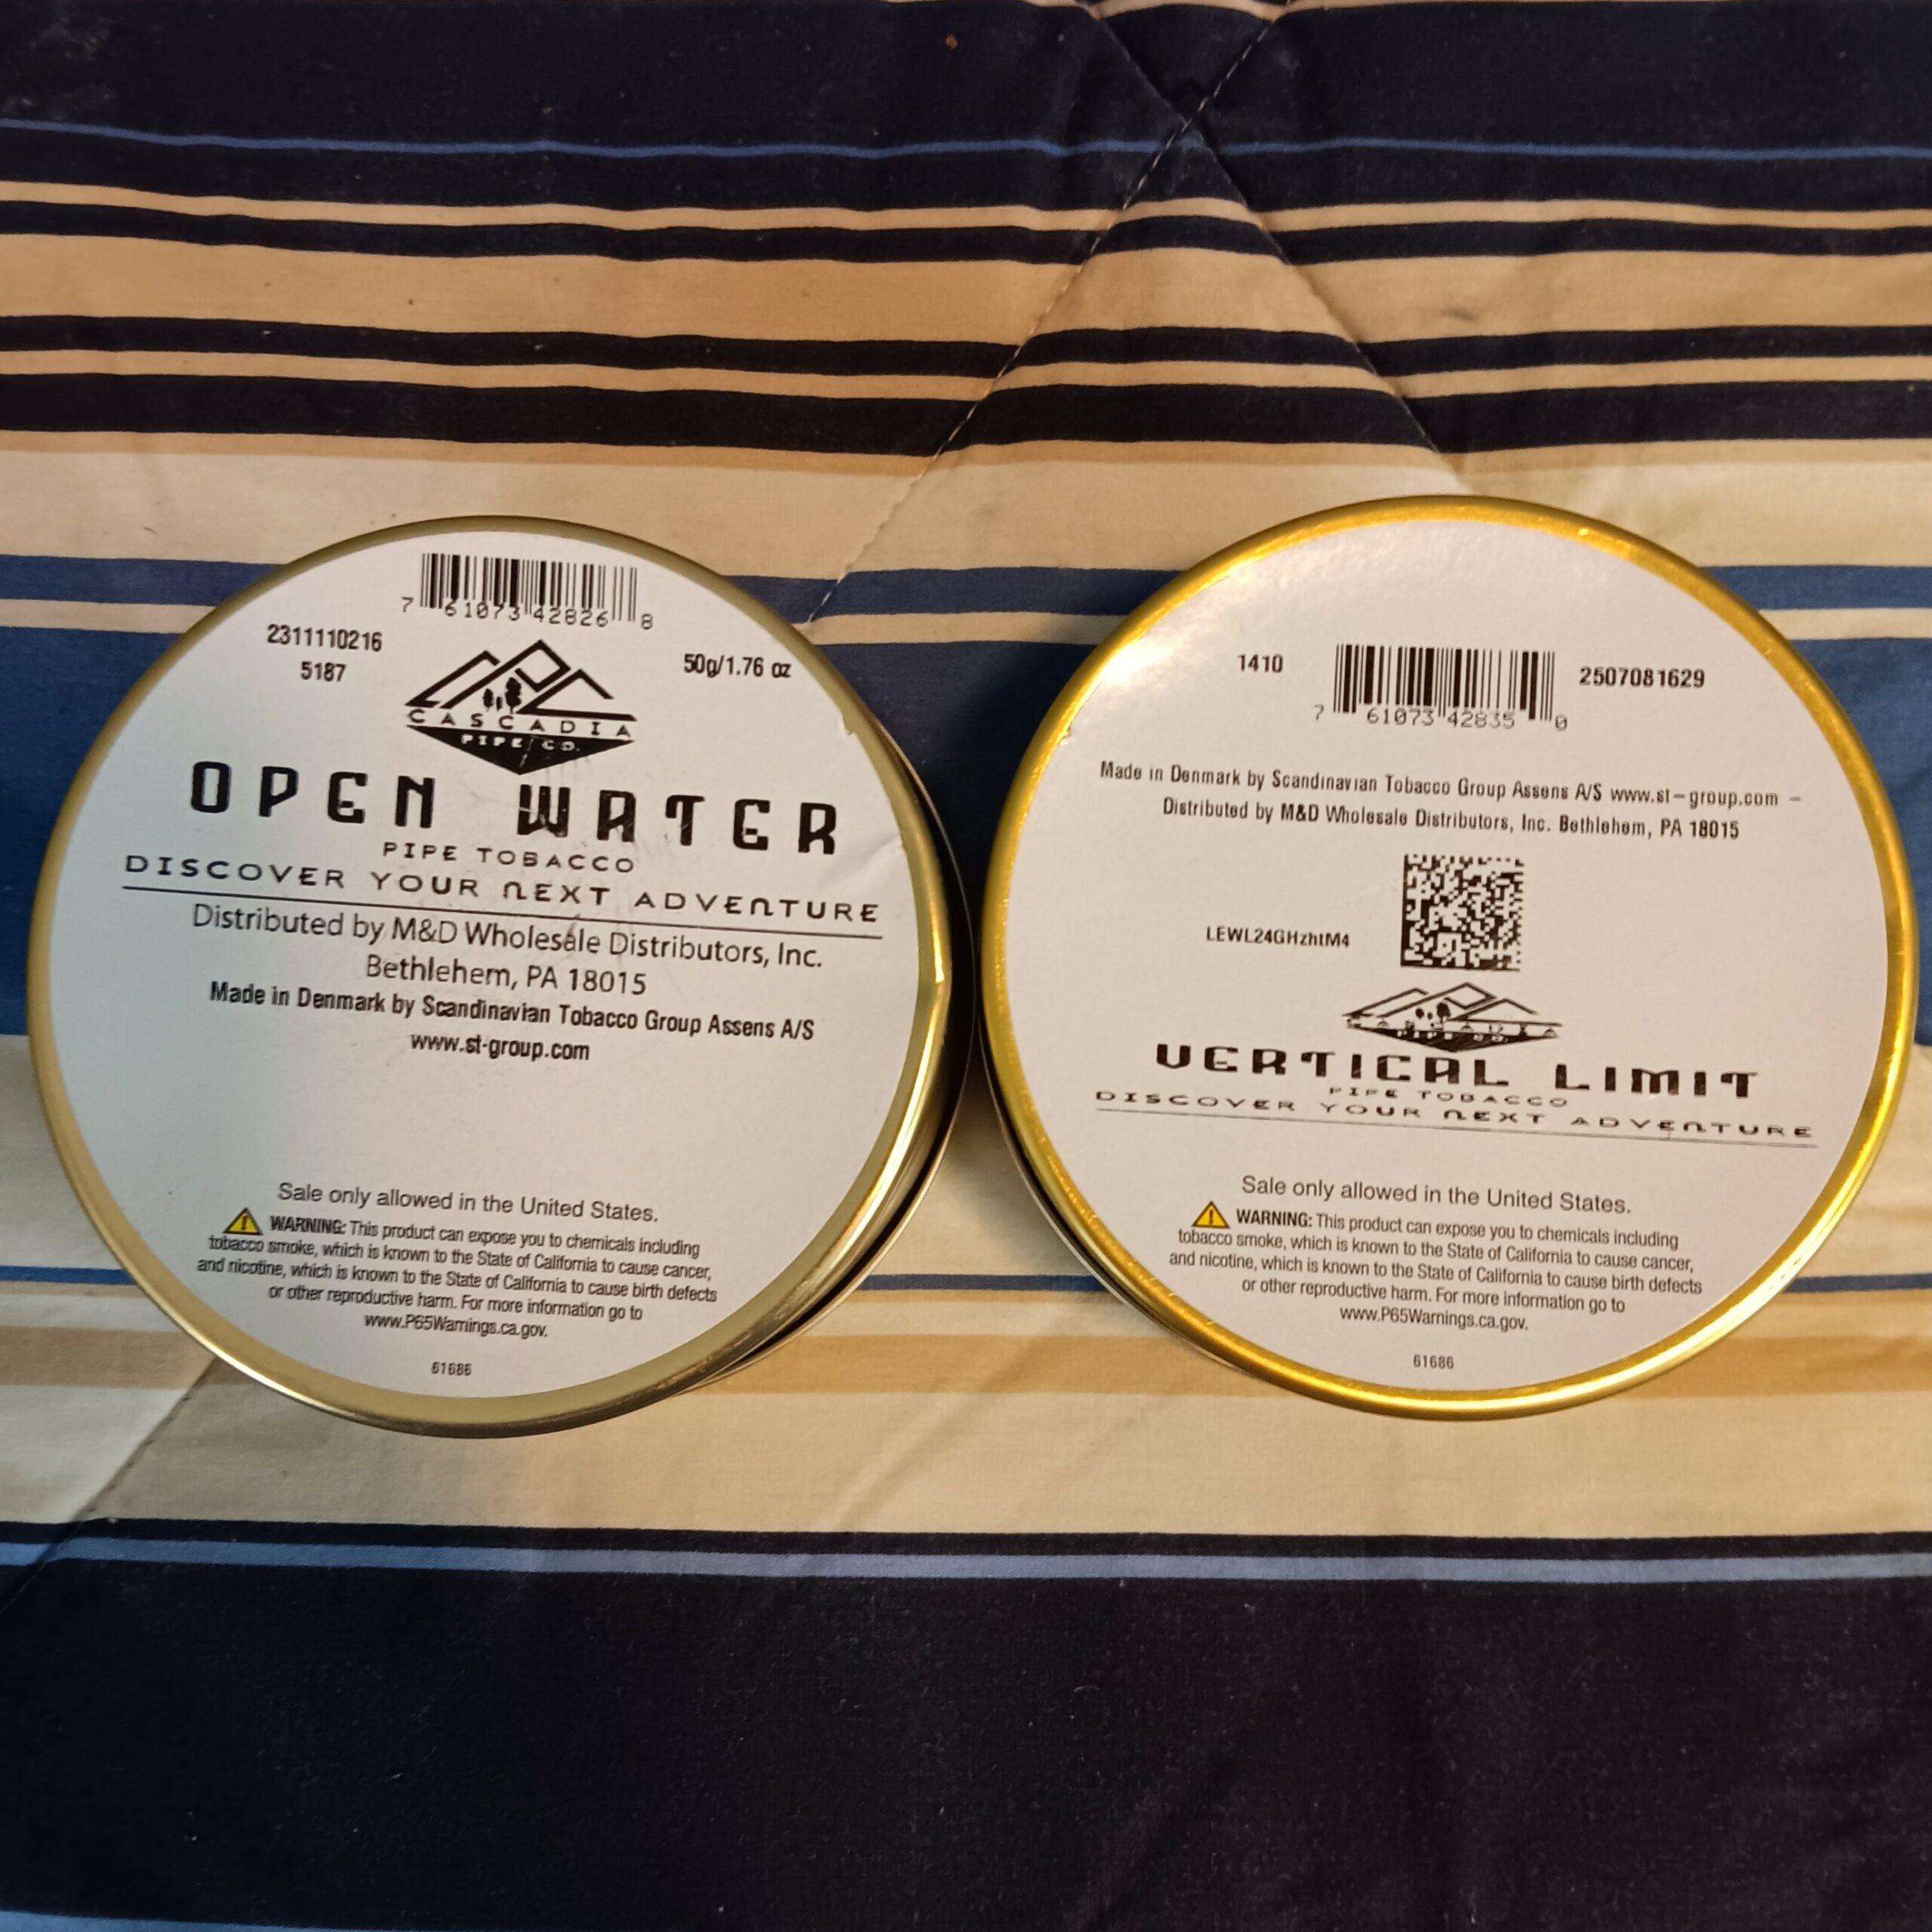 7 61073 42826 8
2311110216
5187
50g/1.76 oz
CASCADIA
PIPE CO.
OPEN WATER
PIPE TOBACCO
DISCOVER YOUR NEXT ADVENTURE
Distributed by M&D Wholesale Distributors, Inc.
Bethlehem, PA 18015
Made in Denmark by Scandinavian Tobacco Group Assens A/S
www.st-group.com
Sale only allowed in the United States.
WARNING: This product can expose you to chemicals including
tobacco smoke, which is known to the State of California to cause cancer,
and nicotine, which is known to the State of California to cause birth defects
or other reproductive harm. For more information go to
www.P65Warnings.ca.gov.
61686
1410
7 61073 42835 0
2507081629
Made in Denmark by Scandinavian Tobacco Group Assens A/S www.st-group.com -
Distributed by M&D Wholesale Distributors, Inc. Bethlehem, PA 18015
LEWL24GHzhtM4
CASCADIA
PIPE CO.
VERTICAL LIMIT
PIPE TOBACCO
DISCOVER YOUR NEXT ADVENTURE
Sale only allowed in the United States.
WARNING: This product can expose you to chemicals including
tobacco smoke, which is known to the State of California to cause cancer,
and nicotine, which is known to the State of California to cause birth defects
or other reproductive harm. For more information go to
www.P65Warnings.ca.gov.
61686